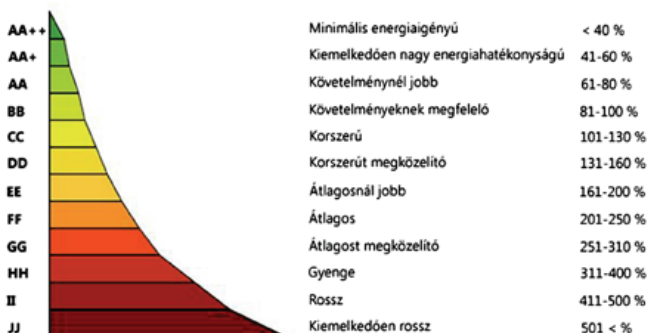 AA++ Minimális energiaigényű < 40 %
AA+ Kiemelkedően nagy energiahatékonyságú 41-60 %
AA Követelménynél jobb 61-80 %
BB Követelményeknek megfelelő 81-100 %
CC Korszerű 101-130 %
DD Korszerűt megközelítő 131-160 %
EE Átlagosnál jobb 161-200 %
FF Átlagos 201-250 %
GG Átlagost megközelítő 251-310 %
HH Gyenge 311-400 %
II Rossz 411-500 %
JJ Kiemelkedően rossz 501 < %